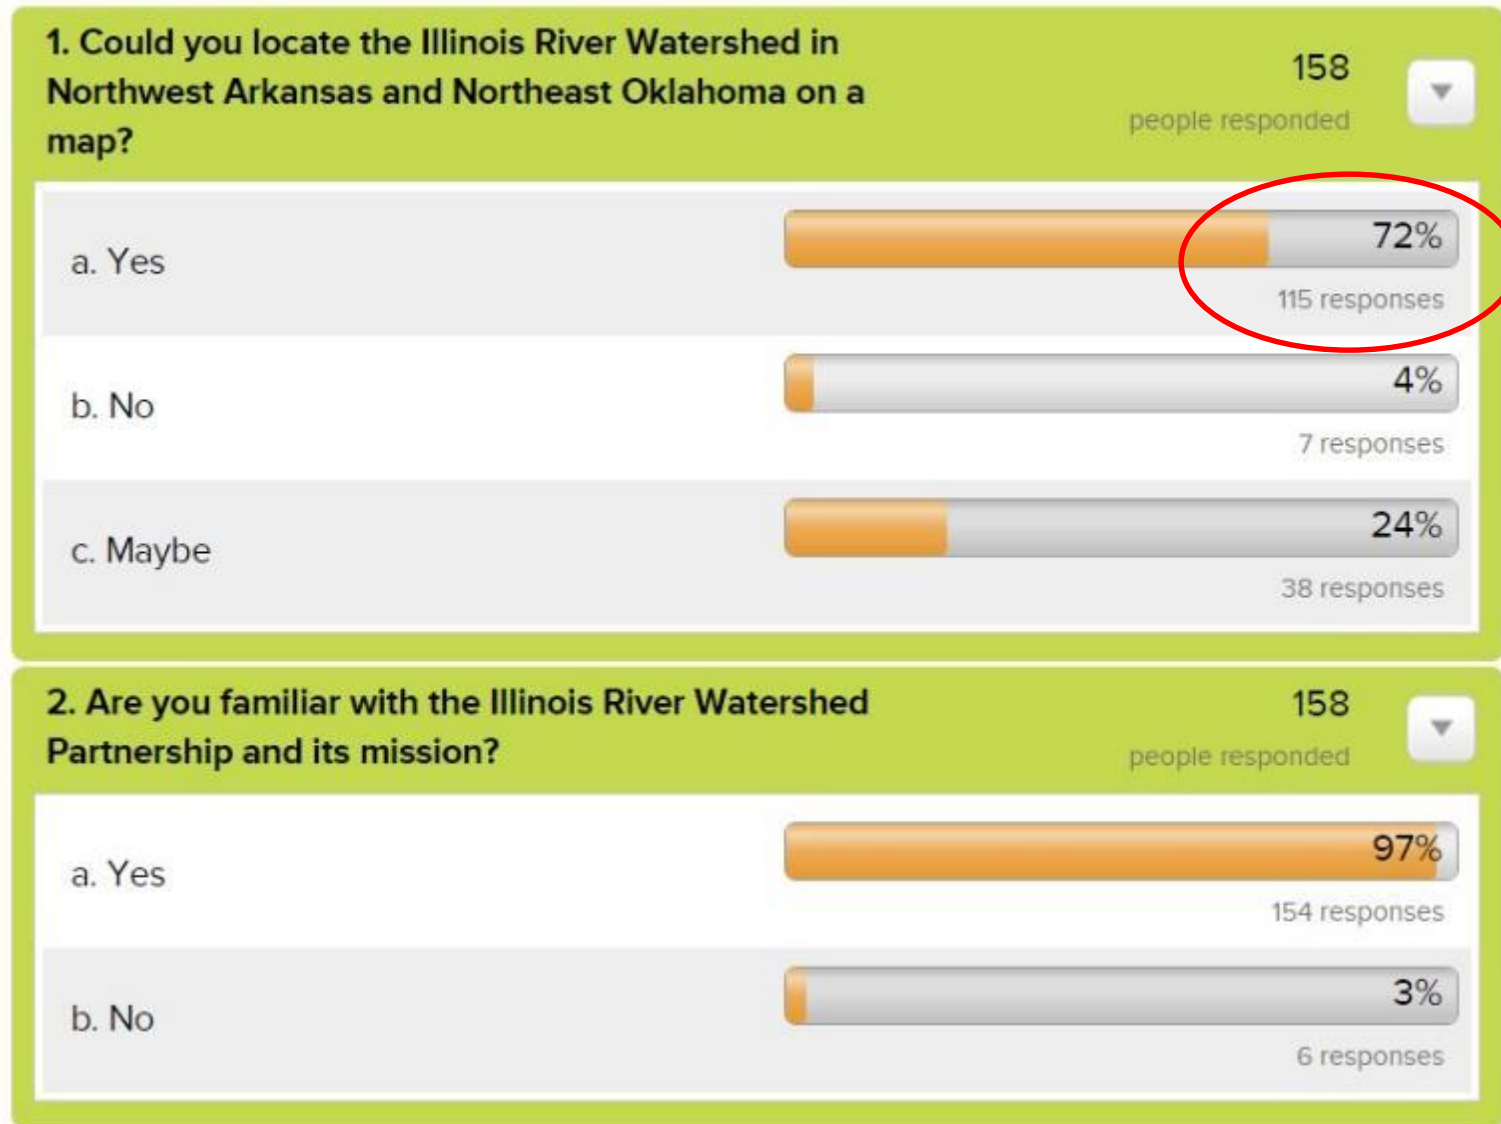 1. Could you locate the Illinois River Watershed in
Northwest Arkansas and Northeast Oklahoma on a
map?
158
people responded
a. Yes
72%
115 responses
b. No
4%
7 responses
c. Maybe
24%
38 responses
2. Are you familiar with the Illinois River Watershed
Partnership and its mission?
158
people responded
a. Yes
97%
154 responses
b. No
3%
6 responses